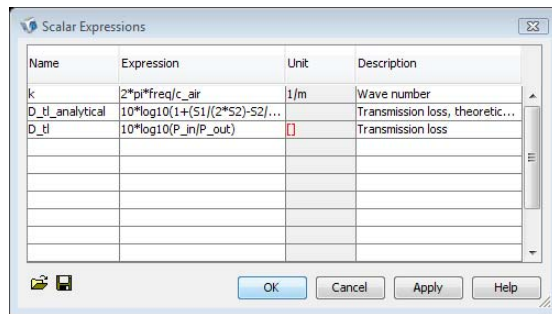 Scalar Expressions
Name Expression Unit Description
k 2*pi*freq/c_air 1/m Wave number
D_tl_analytical 10*log10(1+(S1/(2*S2)-S2/... Transmission loss, theoretic...
D_tl 10*log10(P_in/P_out) [] Transmission loss
OK Cancel Apply Help